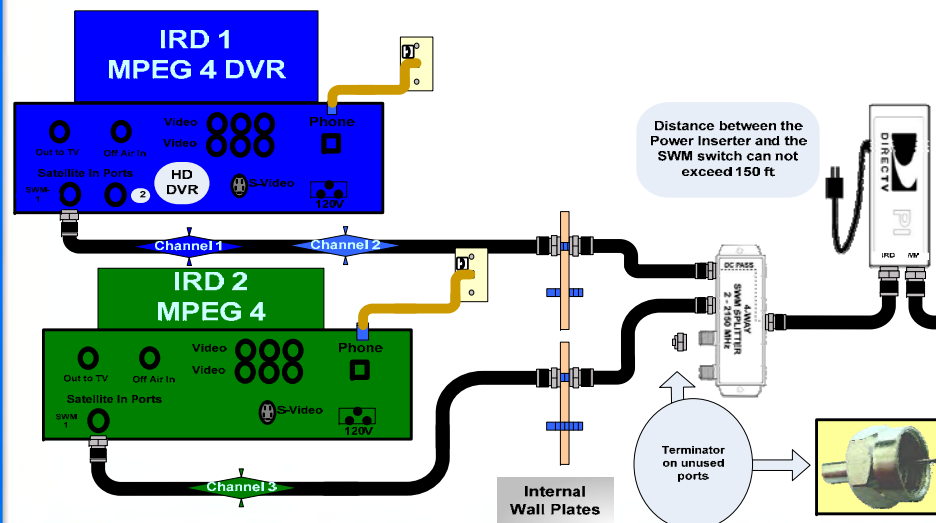 IRD 1
MPEG 4 DVR
Phone
Video
Video
Out to TV
Off Air In
Satellite In Ports
SWM-
1
2
HD
DVR
S-Video
120V
Channel 1
Channel 2
IRD 2
MPEG 4
Phone
Video
Video
Out to TV
Off Air In
Satellite In Ports
SWM
1
S-Video
120V
Channel 3
Internal
Wall Plates
Distance between the
Power Inserter and the
SWM switch can not
exceed 150 ft
DC PASS
4-WAY
SWM SPLITTER
2 - 2150 MHz
DIRECTV
PI
IRD
Terminator
on unused
ports